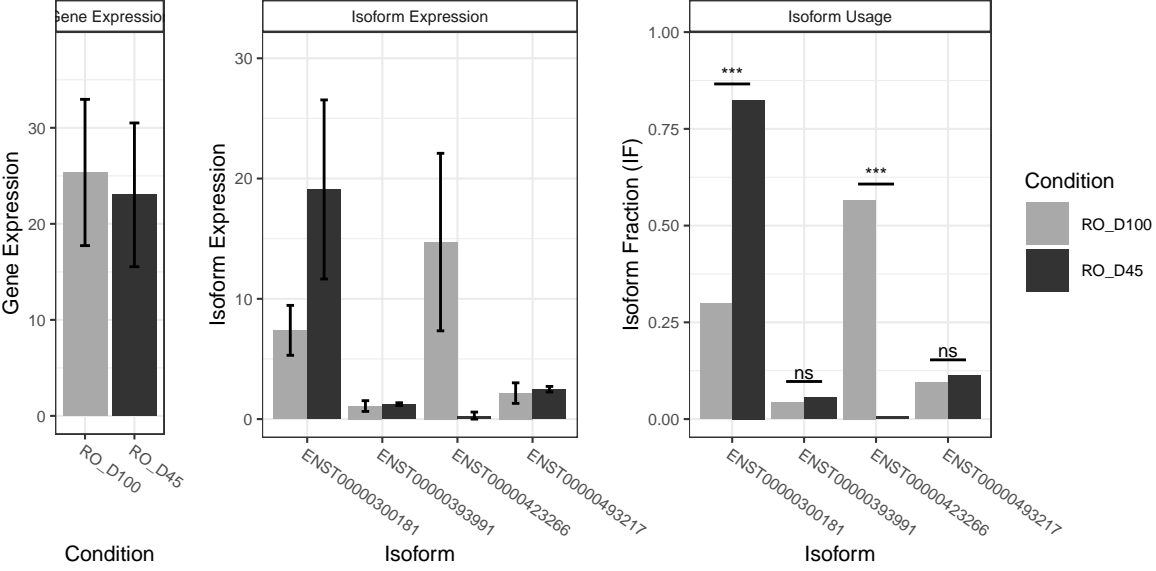 Gene Expression
Isoform Expression
Isoform Usage
Gene Expression
30
20
10
0
RO_D100
RO_D45
Condition
Isoform Expression
30
20
10
0
ENST00000300181
ENST00000393991
ENST00000423266
ENST00000493217
Isoform
Isoform Fraction (IF)
1.00
0.75
0.50
0.25
0.00
***
ns
***
ns
ENST00000300181
ENST00000393991
ENST00000423266
ENST00000493217
Isoform
Condition
RO_D100
RO_D45